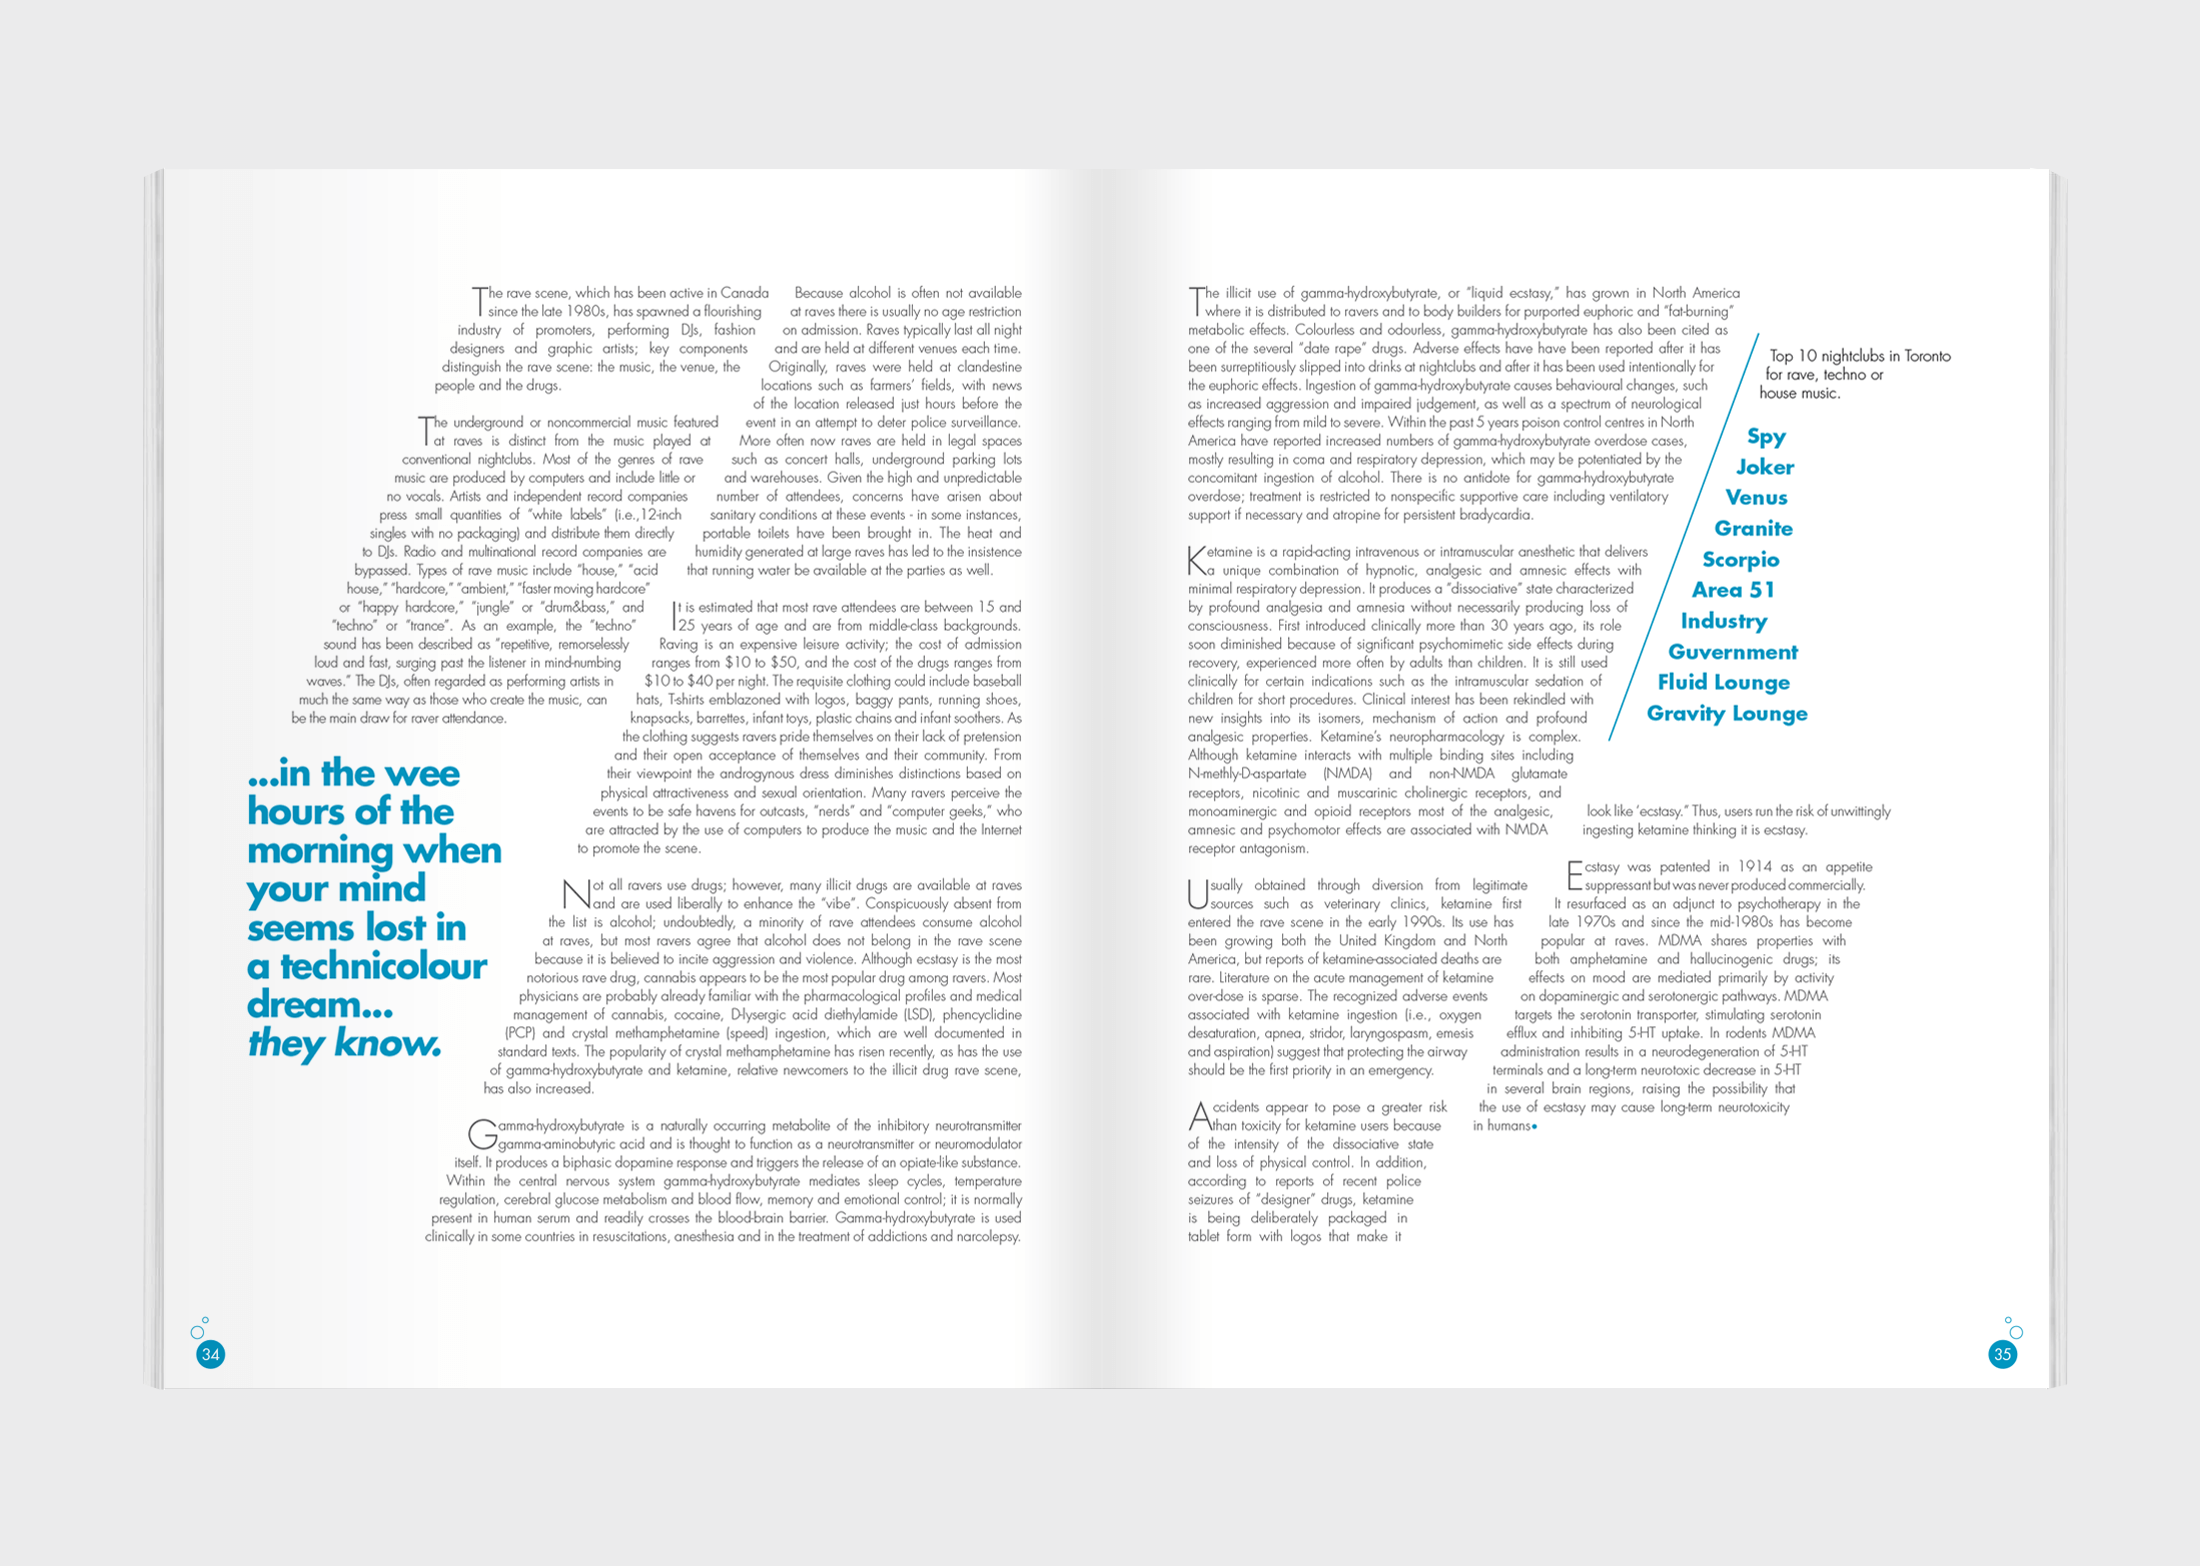 The rave scene, which has been active in Canada
since the late 1980s, has spawned a flourishing
industry of promoters, performing DJs, fashion
designers and graphic artists; key components
distinguish the rave scene: the music, the venue, the
people and the drugs.
The underground or noncommercial music featured
at raves is distinct from the music played at
conventional nightclubs. Most of the genres of rave
music are produced by computers and include little or
no vocals. Artists and independent record companies
press small quantities of "white labels" (i.e.,12-inch
singles with no packaging) and distribute them directly
to DJs. Radio and multinational record companies are
bypassed. Types of rave music include "house," "acid
house," "hardcore," "ambient," "faster moving hardcore"
or "happy hardcore," "jungle" or "drum&bass," and
"techno" or "trance". As an example, the "techno"
sound has been described as "repetitive, remorselessly
loud and fast, surging past the listener in mind-numbing
waves." The DJs, often regarded as performing artists in
much the same way as those who create the music, can
be the main draw for raver attendance.
...in the wee
hours of the
morning when
your mind
seems lost in
a technicolour
dream...
they know.
Because alcohol is often not available
at raves there is usually no age restriction
on admission. Raves typically last all night
and are held at different venues each time.
Originally, raves were held at clandestine
locations such as farmers' fields, with news
of the location released just hours before the
event in an attempt to deter police surveillance.
More often now raves are held in legal spaces
such as concert halls, underground parking lots
and warehouses. Given the high and unpredictable
number of attendees, concerns have arisen about
sanitary conditions at these events - in some instances,
portable toilets have been brought in. The heat and
humidity generated at large raves has led to the insistence
that running water be available at the parties as well.
It is estimated that most rave attendees are between 15 and
25 years of age and are from middle-class backgrounds.
Raving is an expensive leisure activity; the cost of admission
ranges from $10 to $50, and the cost of the drugs ranges from
$10 to $40 per night. The requisite clothing could include baseball
hats, T-shirts emblazoned with logos, baggy pants, running shoes,
knapsacks, barrettes, infant toys, plastic chains and infant soothers. As
the clothing suggests ravers pride themselves on their lack of pretension
and their open acceptance of themselves and their community. From
their viewpoint the androgynous dress diminishes distinctions based on
physical attractiveness and sexual orientation. Many ravers perceive the
events to be safe havens for outcasts, "nerds" and "computer geeks," who
are attracted by the use of computers to produce the music and the Internet
to promote the scene.
Not all ravers use drugs; however, many illicit drugs are available at raves
and are used liberally to enhance the "vibe". Conspicuously absent from
the list is alcohol; undoubtedly, a minority of rave attendees consume alcohol
at raves, but most ravers agree that alcohol does not belong in the rave scene
because it is believed to incite aggression and violence. Although ecstasy is the most
notorious rave drug, cannabis appears to be the most popular drug among ravers. Most
physicians are probably already familiar with the pharmacological profiles and medical
management of cannabis, cocaine, D-lysergic acid diethylamide (LSD), phencyclidine
(PCP) and crystal methamphetamine (speed) ingestion, which are well documented in
standard texts. The popularity of crystal methamphetamine has risen recently, as has the use
of gamma-hydroxybutyrate and ketamine, relative newcomers to the illicit drug rave scene,
has also increased.
Gamma-hydroxybutyrate is a naturally occurring metabolite of the inhibitory neurotransmitter
gamma-aminobutyric acid and is thought to function as a neurotransmitter or neuromodulator
itself. It produces a biphasic dopamine response and triggers the release of an opiate-like substance.
Within the central nervous system gamma-hydroxybutyrate mediates sleep cycles, temperature
regulation, cerebral glucose metabolism and blood flow, memory and emotional control; it is normally
present in human serum and readily crosses the blood-brain barrier. Gamma-hydroxybutyrate is used
clinically in some countries in resuscitations, anesthesia and in the treatment of addictions and narcolepsy.
34
The illicit use of gamma-hydroxybutyrate, or "liquid ecstasy," has grown in North America
where it is distributed to ravers and to body builders for purported euphoric and "fat-burning"
metabolic effects. Colourless and odourless, gamma-hydroxybutyrate has also been cited as
one of the several "date rape" drugs. Adverse effects have have been reported after it has
been surreptitiously slipped into drinks at nightclubs and after it has been used intentionally for
the euphoric effects. Ingestion of gamma-hydroxybutyrate causes behavioural changes, such
as increased aggression and impaired judgement, as well as a spectrum of neurological
effects ranging from mild to severe. Within the past 5 years poison control centres in North
America have reported increased numbers of gamma-hydroxybutyrate overdose cases,
mostly resulting in coma and respiratory depression, which may be potentiated by the
concomitant ingestion of alcohol. There is no antidote for gamma-hydroxybutyrate
overdose; treatment is restricted to nonspecific supportive care including ventilatory
support if necessary and atropine for persistent bradycardia.
Ketamine is a rapid-acting intravenous or intramuscular anesthetic that delivers
a unique combination of hypnotic, analgesic and amnesic effects with
minimal respiratory depression. It produces a "dissociative" state characterized
by profound analgesia and amnesia without necessarily producing loss of
consciousness. First introduced clinically more than 30 years ago, its role
soon diminished because of significant psychomimetic side effects during
recovery, experienced more often by adults than children. It is still used
clinically for certain indications such as the intramuscular sedation of
children for short procedures. Clinical interest has been rekindled with
new insights into its isomers, mechanism of action and profound
analgesic properties. Ketamine's neuropharmacology is complex.
Although ketamine interacts with multiple binding sites including
N-methly-D-aspartate (NMDA) and non-NMDA glutamate
receptors, nicotinic and muscarinic cholinergic receptors, and
monoaminergic and opioid receptors most of the analgesic,
amnesic and psychomotor effects are associated with NMDA
receptor antagonism.
Usually obtained through diversion from legitimate
sources such as veterinary clinics, ketamine first
entered the rave scene in the early 1990s. Its use has
been growing both the United Kingdom and North
America, but reports of ketamine-associated deaths are
rare. Literature on the acute management of ketamine
over-dose is sparse. The recognized adverse events
associated with ketamine ingestion (i.e., oxygen
desaturation, apnea, stridor, laryngospasm, emesis
and aspiration) suggest that protecting the airway
should be the first priority in an emergency.
Accidents appear to pose a greater risk
than toxicity for ketamine users because
of the intensity of the dissociative state
and loss of physical control. In addition,
according to reports of recent police
seizures of "designer" drugs, ketamine
is being deliberately packaged in
tablet form with logos that make it
Top 10 nightclubs in Toronto
for rave, techno or
house music.
Spy
Joker
Venus
Granite
Scorpio
Area 51
Industry
Guvernment
Fluid Lounge
Gravity Lounge
look like 'ecstasy." Thus, users run the risk of unwittingly
ingesting ketamine thinking it is ecstasy.
Ecstasy was patented in 1914 as an appetite
suppressant but was never produced commercially.
It resurfaced as an adjunct to psychotherapy in the
late 1970s and since the mid-1980s has become
popular at raves. MDMA shares properties with
both amphetamine and hallucinogenic drugs; its
effects on mood are mediated primarily by activity
on dopaminergic and serotonergic pathways. MDMA
targets the serotonin transporter, stimulating serotonin
efflux and inhibiting 5-HT uptake. In rodents MDMA
administration results in a neurodegeneration of 5-HT
terminals and a long-term neurotoxic decrease in 5-HT
in several brain regions, raising the possibility that
the use of ecstasy may cause long-term neurotoxicity
in humans•
35